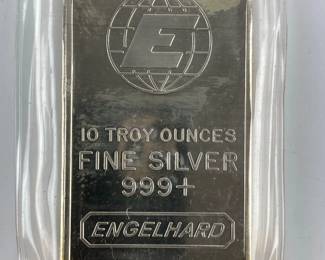 E
10 TROY OUNCES
FINE SILVER
999+
ENGELHARD